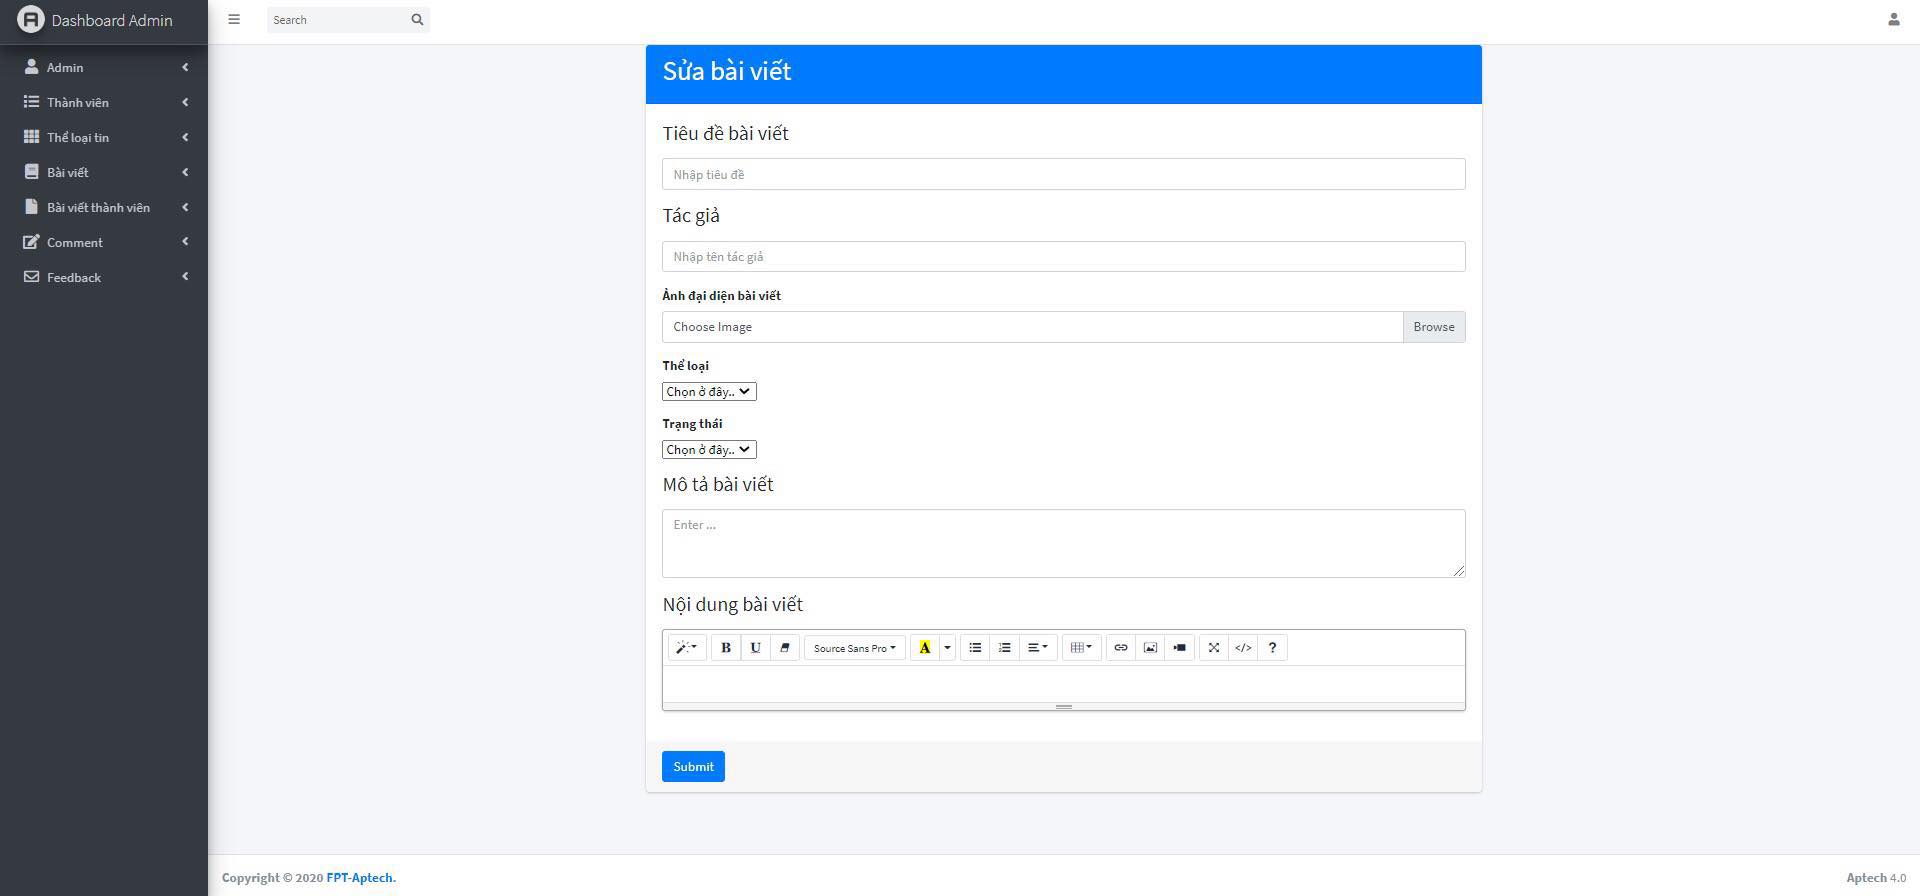 Dashboard Admin
Search
Admin
Thành viên
Thể loại tin
Bài viết
Bài viết thành viên
Comment
Feedback
Sửa bài viết
Tiêu đề bài viết
Nhập tiêu đề
Tác giả
Nhập tên tác giả
Ảnh đại diện bài viết
Choose Image
Browse
Thể loại
Chọn ở đây..
Trạng thái
Chọn ở đây..
Mô tả bài viết
Enter ...
Nội dung bài viết
B U Source Sans Pro A </> ?
Submit
Copyright © 2020 FPT-Aptech.
Aptech 4.0